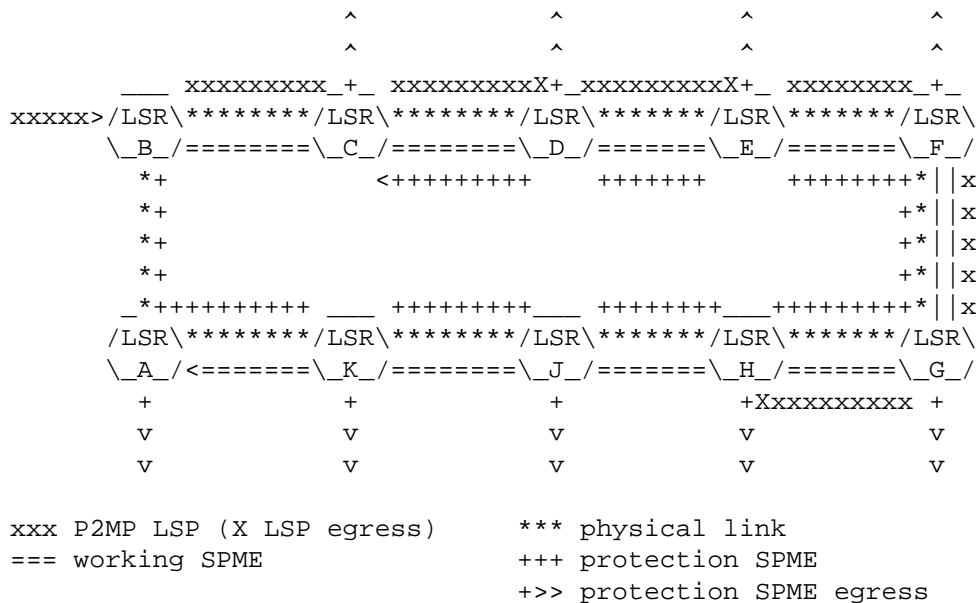 ^               ^              ^              ^
                          ^               ^              ^              ^
         ___  xxxxxxxxx_+_ xxxxxxxxxX+_xxxxxxxxxX+_ xxxxxxxx_+_
xxxxx>/LSR\********/LSR\********/LSR\*******/LSR\*******/LSR\
       \_B_/========\_C_/========\_D_/=======\_E_/=======\_F_/
         *+                <+++++++++     +++++++      ++++++++*||x
         *+                                                    +*||x
         *+                                                    +*||x
         *+                                                    +*||x
        _*++++++++++ ___ +++++++++___ ++++++++___+++++++++*||x
       /LSR\********/LSR\********/LSR\*******/LSR\*******/LSR\
       \_A_/<=======\_K_/========\_J_/=======\_H_/=======\_G_/
         +              +               +             +Xxxxxxxxxx +
         v              v               v             v             v
         v              v               v             v             v
xxx P2MP LSP (X LSP egress)      *** physical link
=== working SPME                 +++ protection SPME
                                 +>> protection SPME egress